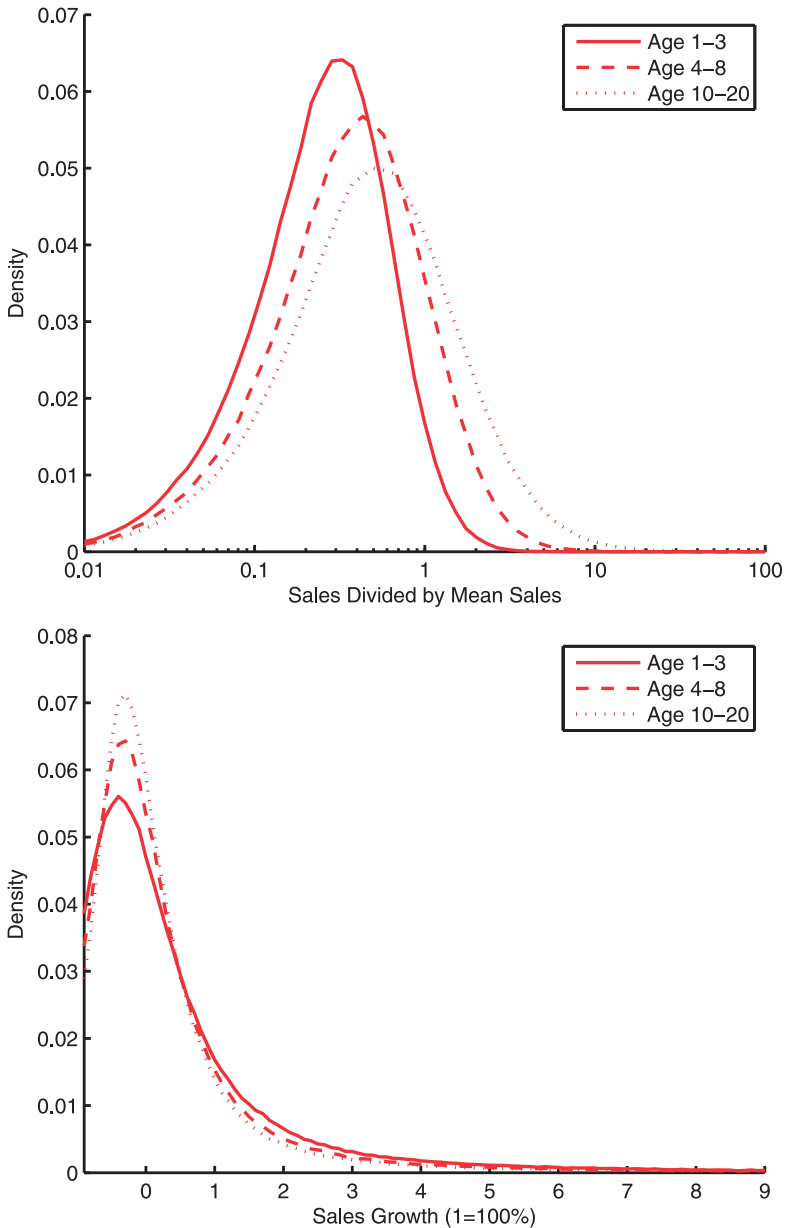 0.07
0.06
0.05
0.04
0.03
0.02
0.01
0
Density
Age 1–3
Age 4–8
Age 10–20
0.01 0.1 1 10 100
Sales Divided by Mean Sales
0.08
0.07
0.06
0.05
0.04
0.03
0.02
0.01
0
Density
Age 1–3
Age 4–8
Age 10–20
0 1 2 3 4 5 6 7 8 9
Sales Growth (1=100%)